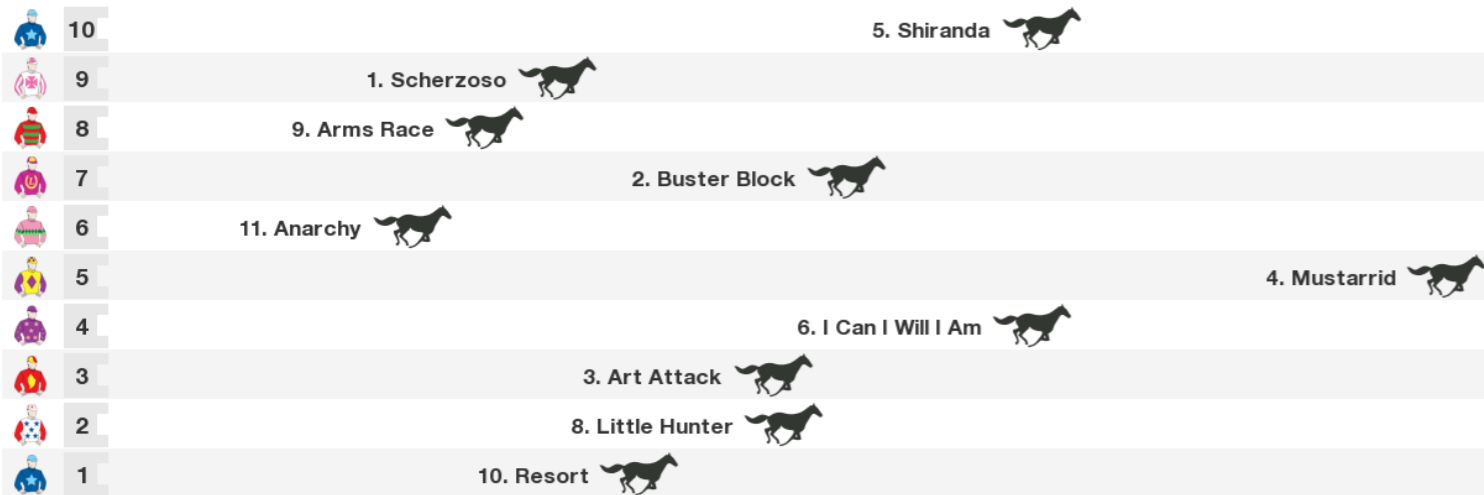 10 5. Shiranda
9 1. Scherzoso
8 9. Arms Race
7 2. Buster Block
6 11. Anarchy
5 4. Mustarrid
4 6. I Can I Will I Am
3 3. Art Attack
2 8. Little Hunter
1 10. Resort